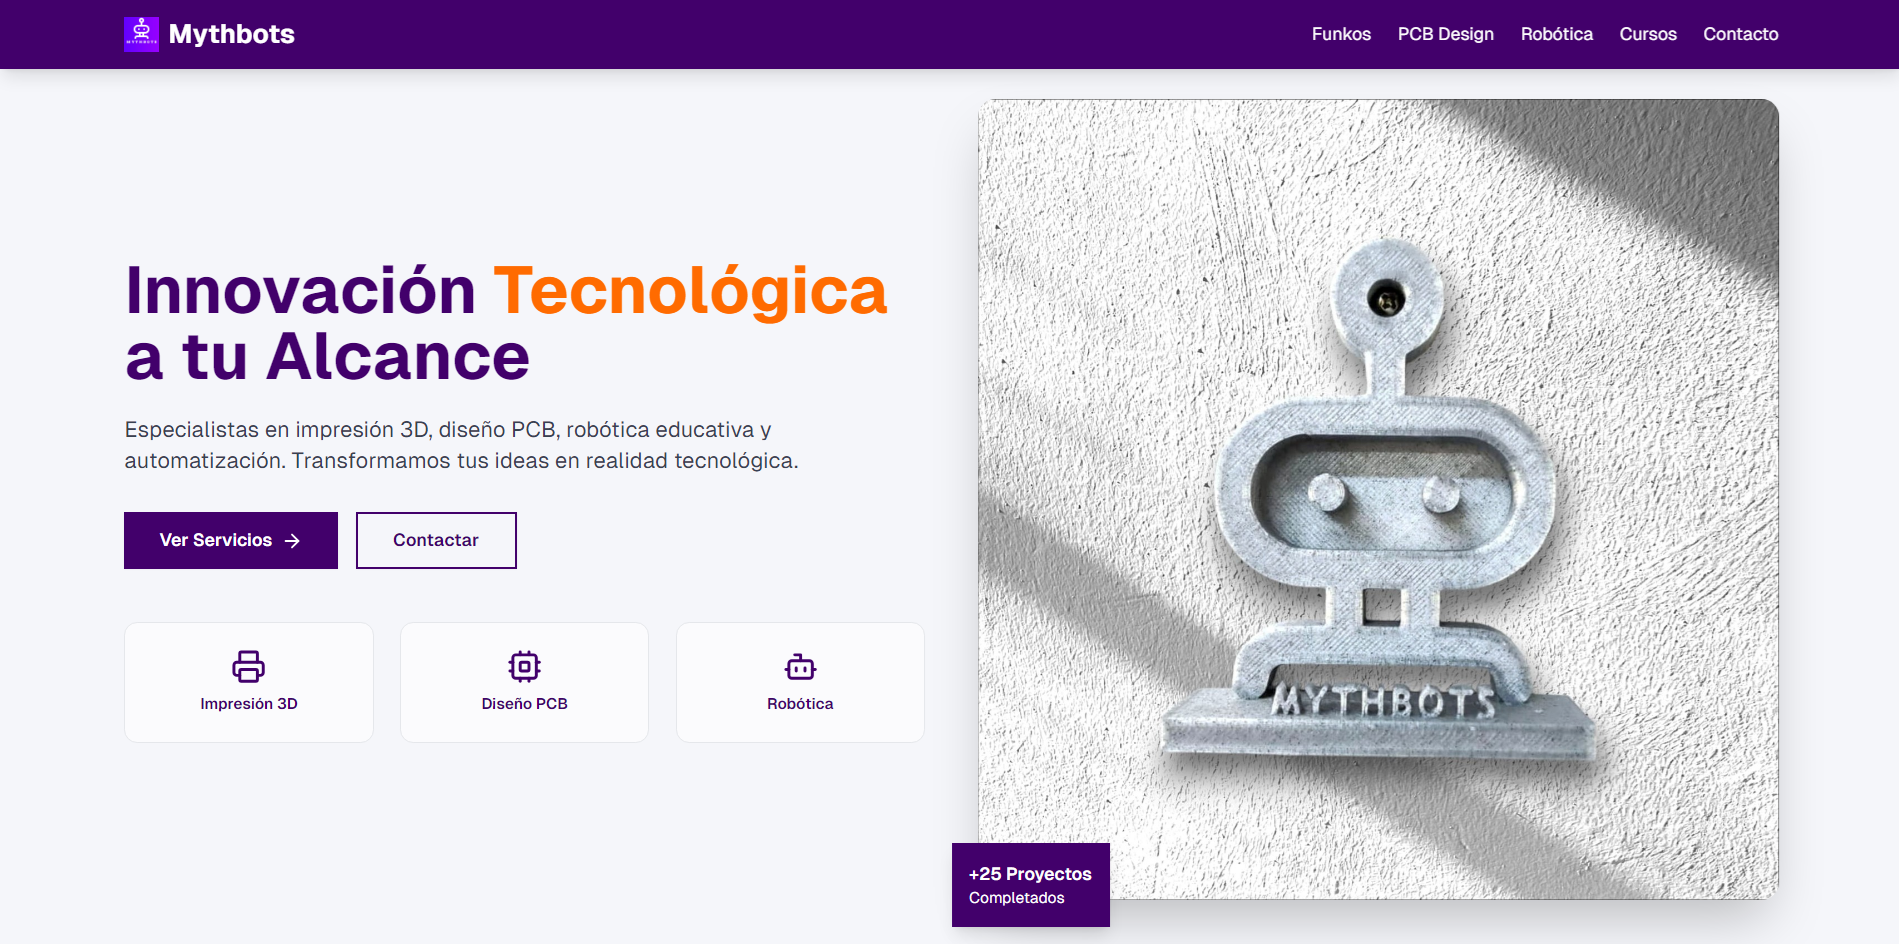 MYTHBOTS
Mythbots
Funkos
PCB Design
Robótica
Cursos
Contacto
Innovación Tecnológica
a tu Alcance
Especialistas en impresión 3D, diseño PCB, robótica educativa y
automatización. Transformamos tus ideas en realidad tecnológica.
Ver Servicios
Contactar
Impresión 3D
Diseño PCB
Robótica
MYTHBOTS
+25 Proyectos
Completados